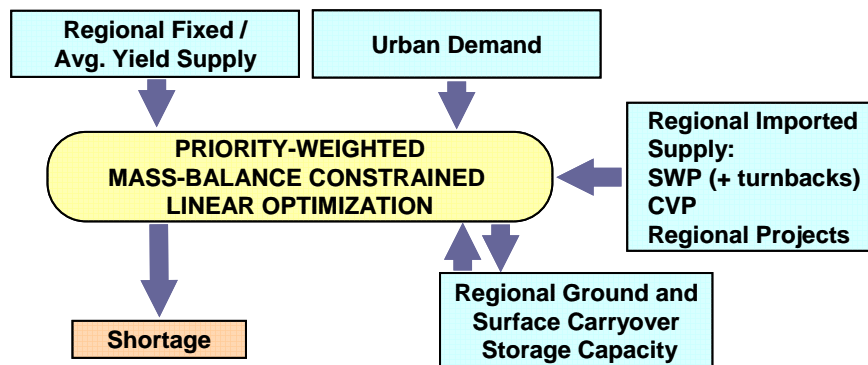 Regional Fixed /
Avg. Yield Supply
Urban Demand
PRIORITY-WEIGHTED
MASS-BALANCE CONSTRAINED
LINEAR OPTIMIZATION
Regional Imported
Supply:
SWP (+ turnbacks)
CVP
Regional Projects
Shortage
Regional Ground and
Surface Carryover
Storage Capacity